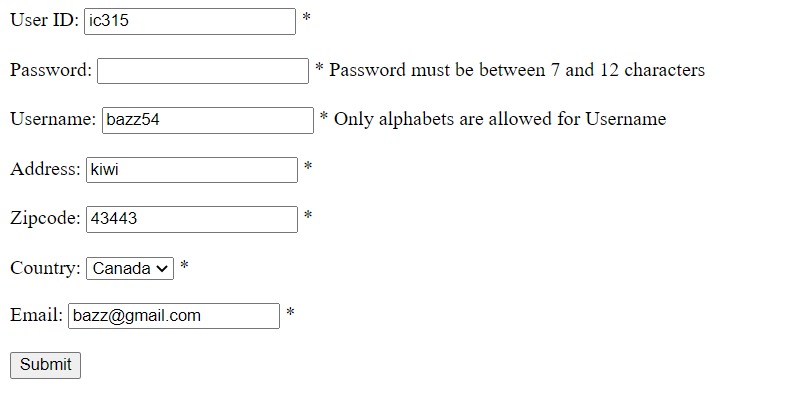 User ID: ic315 *
Password: * Password must be between 7 and 12 characters
Username: bazz54 * Only alphabets are allowed for Username
Address: kiwi *
Zipcode: 43443 *
Country: Canada *
Email: bazz@gmail.com *
Submit